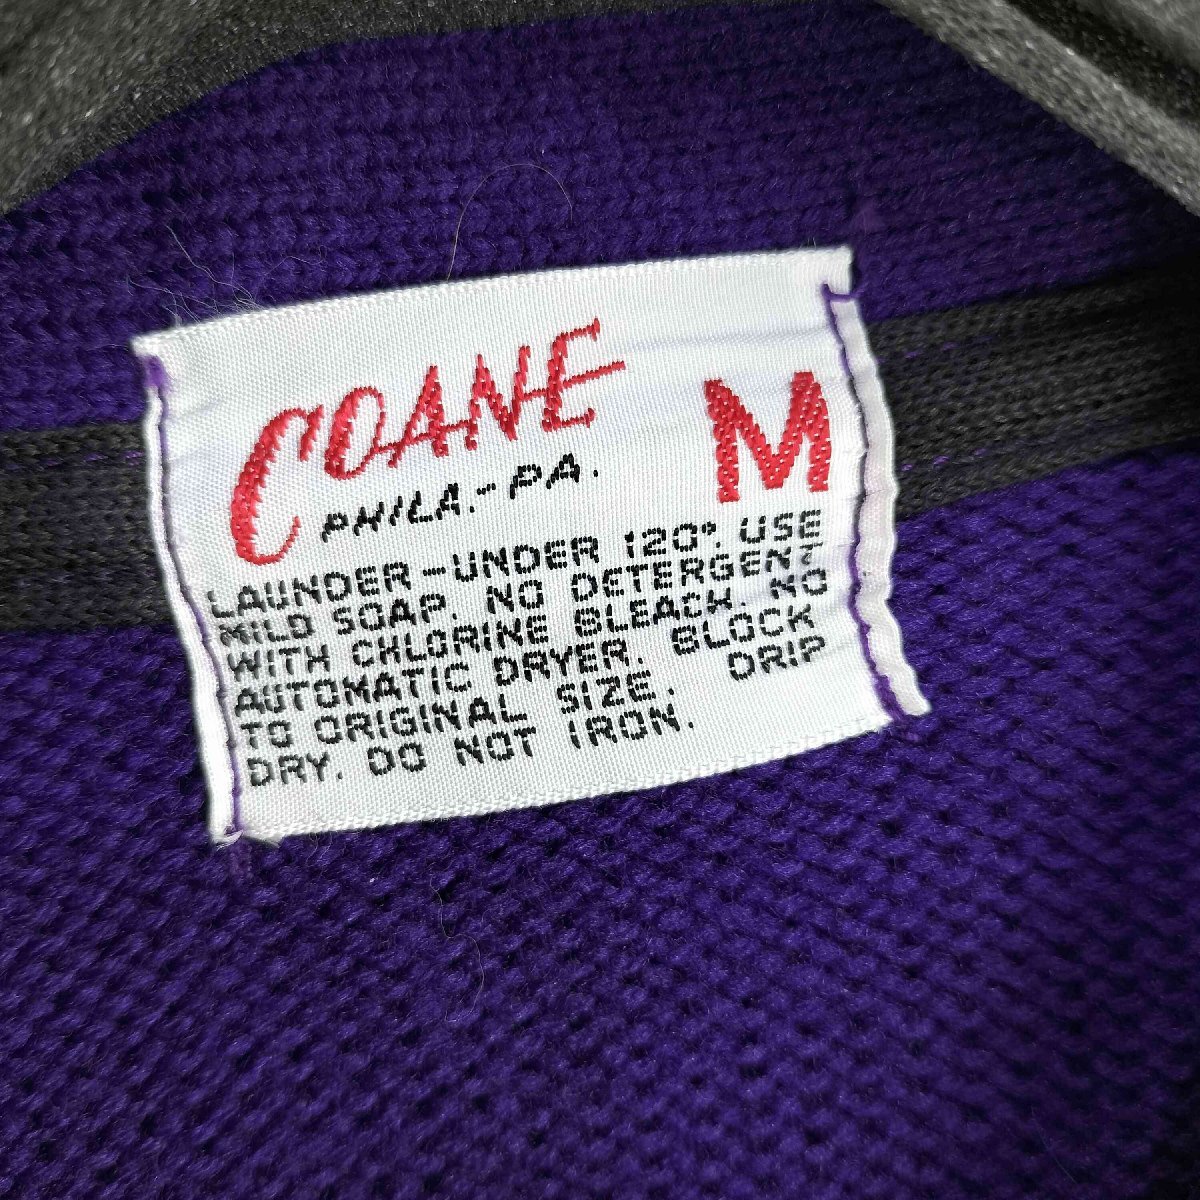 COANE
M
PHILA.-PA.
LAUNDER-UNDER 120°. USE
MILD SOAP. NO DETERGENT
WITH CHLORINE BLEACH. NO
AUTOMATIC DRYER. BLOCK
TO ORIGINAL SIZE. DRIP
DRY. DO NOT IRON.